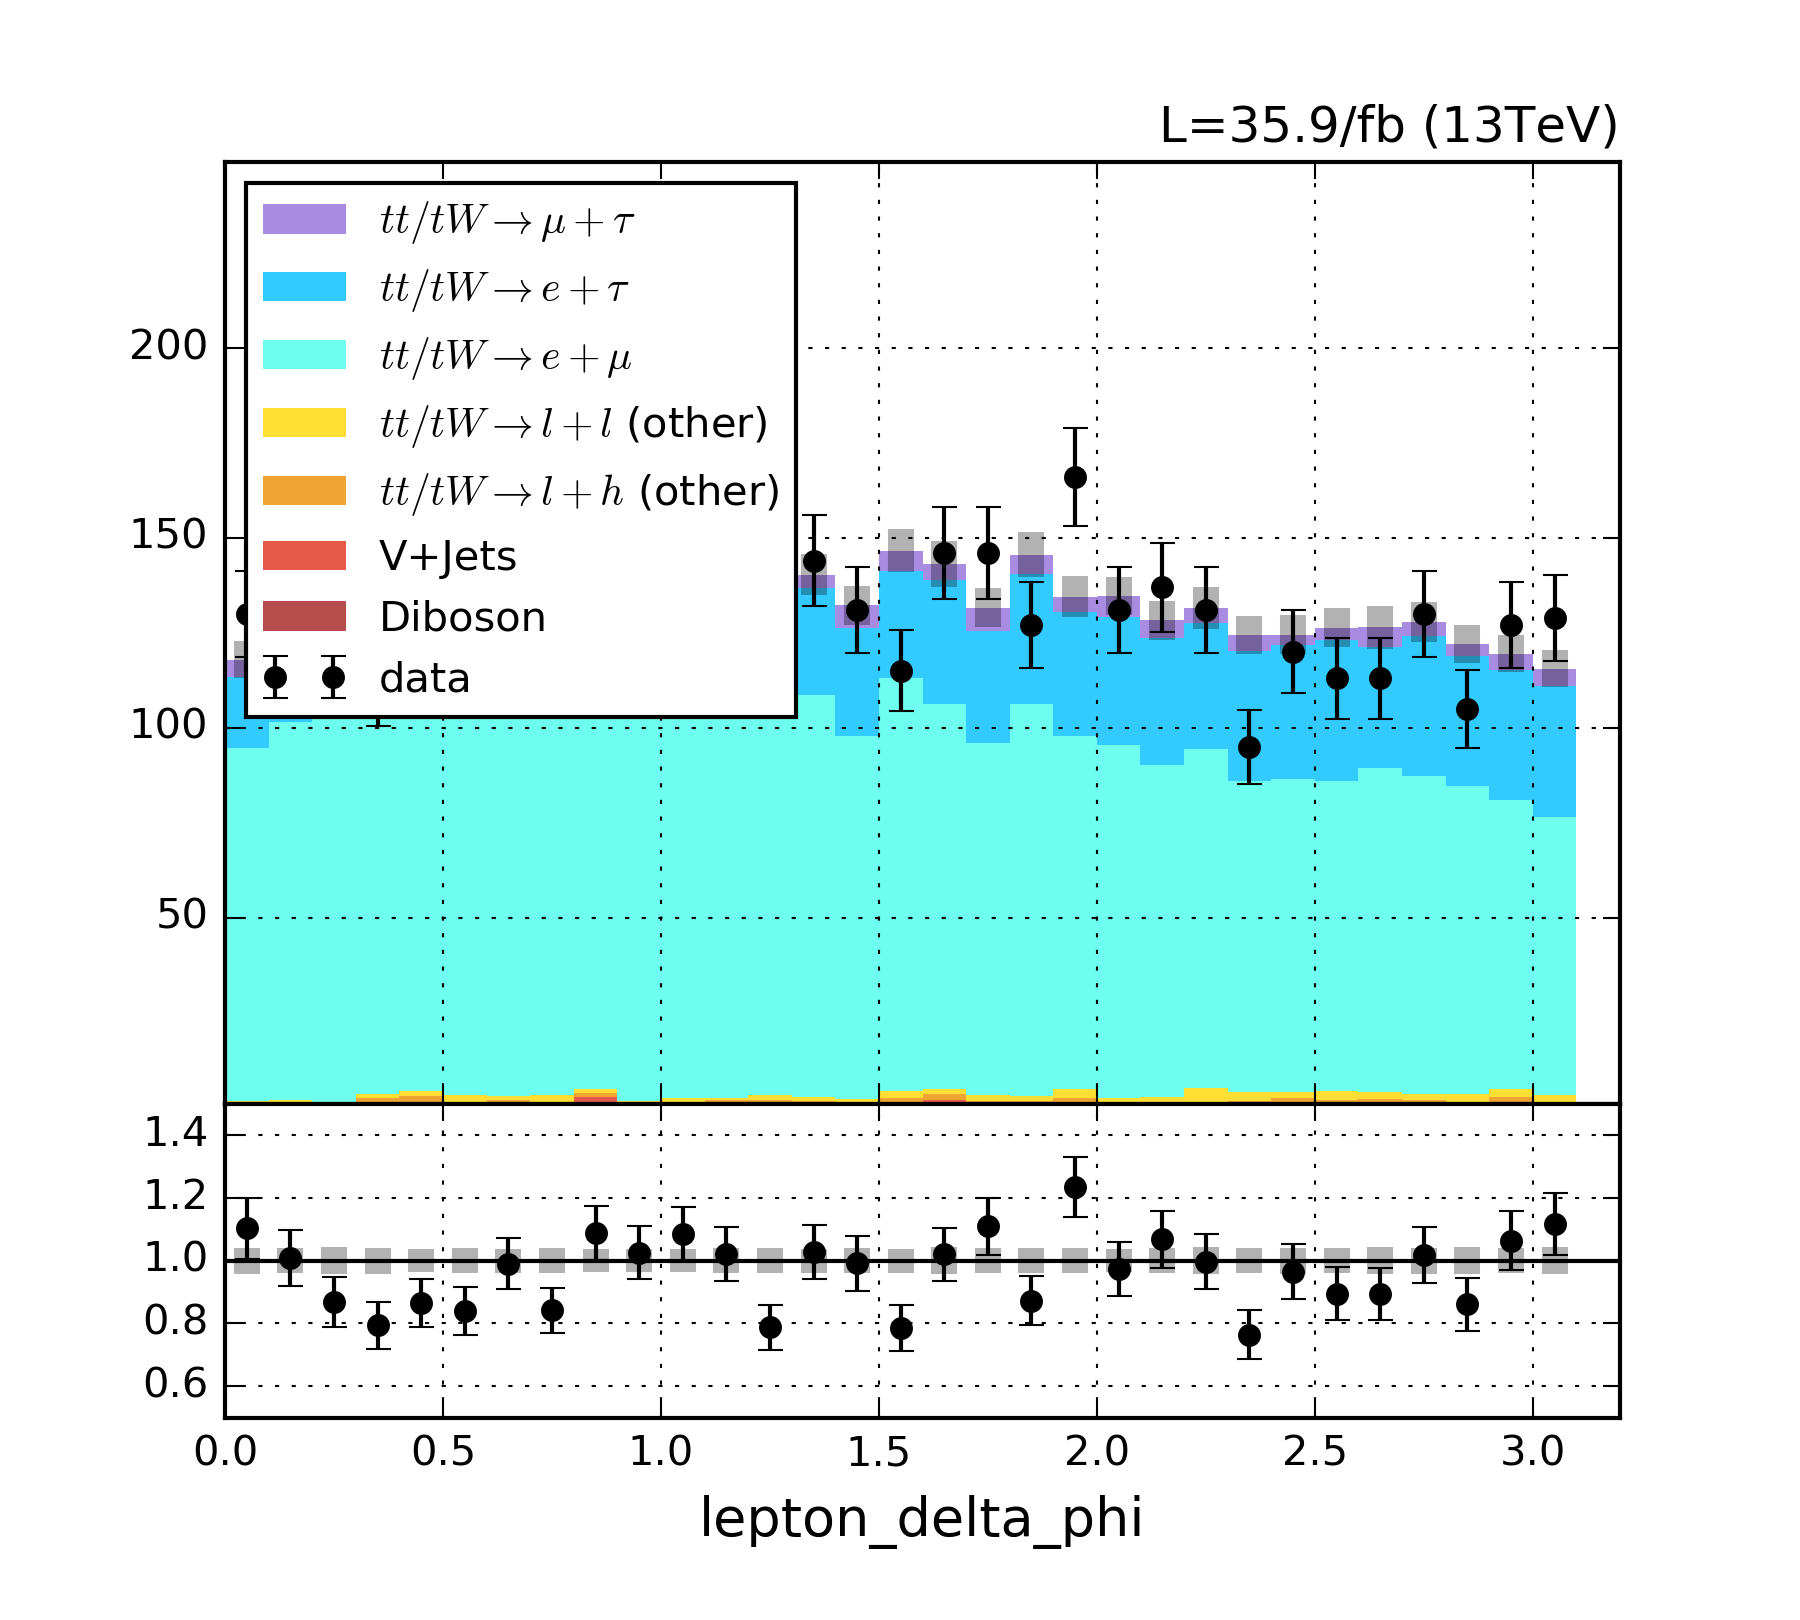 L=35.9/fb (13TeV)
tt/tW→μ+τ
tt/tW→e+τ
tt/tW→e+μ
tt/tW→l+l (other)
tt/tW→l+h (other)
V+Jets
Diboson
data
200
150
100
50
1.4
1.2
1.0
0.8
0.6
0.0 0.5 1.0 1.5 2.0 2.5 3.0
lepton_delta_phi